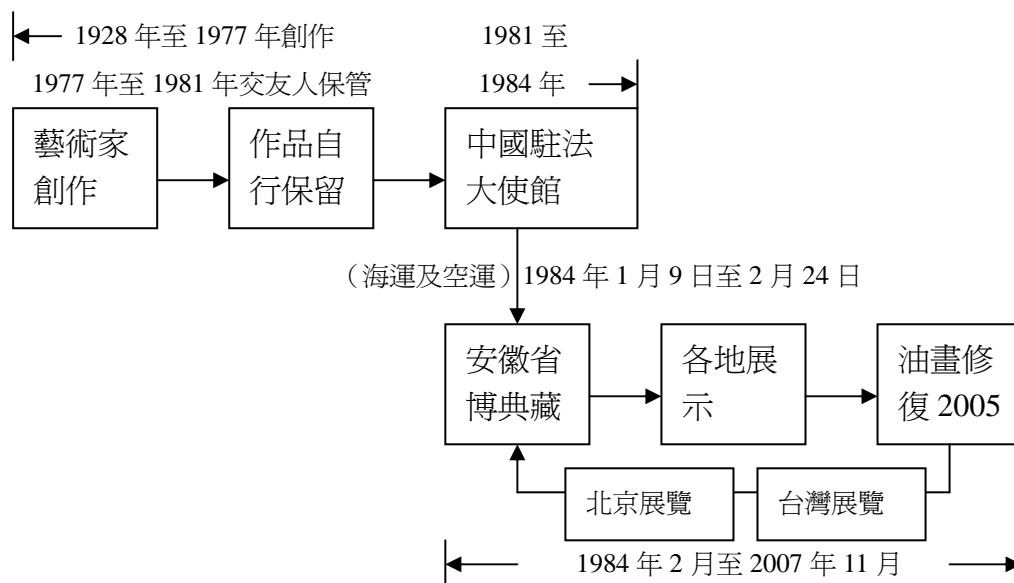 1928 年至 1977 年創作
1981 至
1977 年至 1981 年交友人保管
1984 年
藝術家
創作
作品自
行保留
中國駐法
大使館
（海運及空運）1984 年 1 月 9 日至 2 月 24 日
安徽省
博典藏
各地展
示
油畫修
復 2005
北京展覽
台灣展覽
1984 年 2 月至 2007 年 11 月